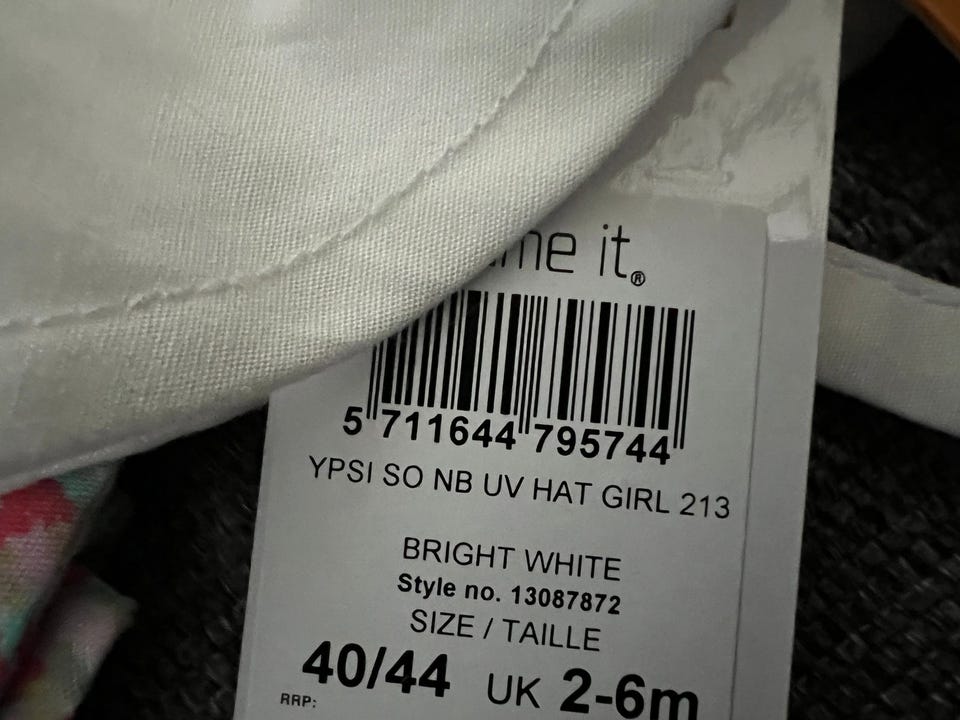 me it®
5 711644 795744
YPSI SO NB UV HAT GIRL 213
BRIGHT WHITE
Style no. 13087872
SIZE / TAILLE
40/44 UK 2-6m
RRP: